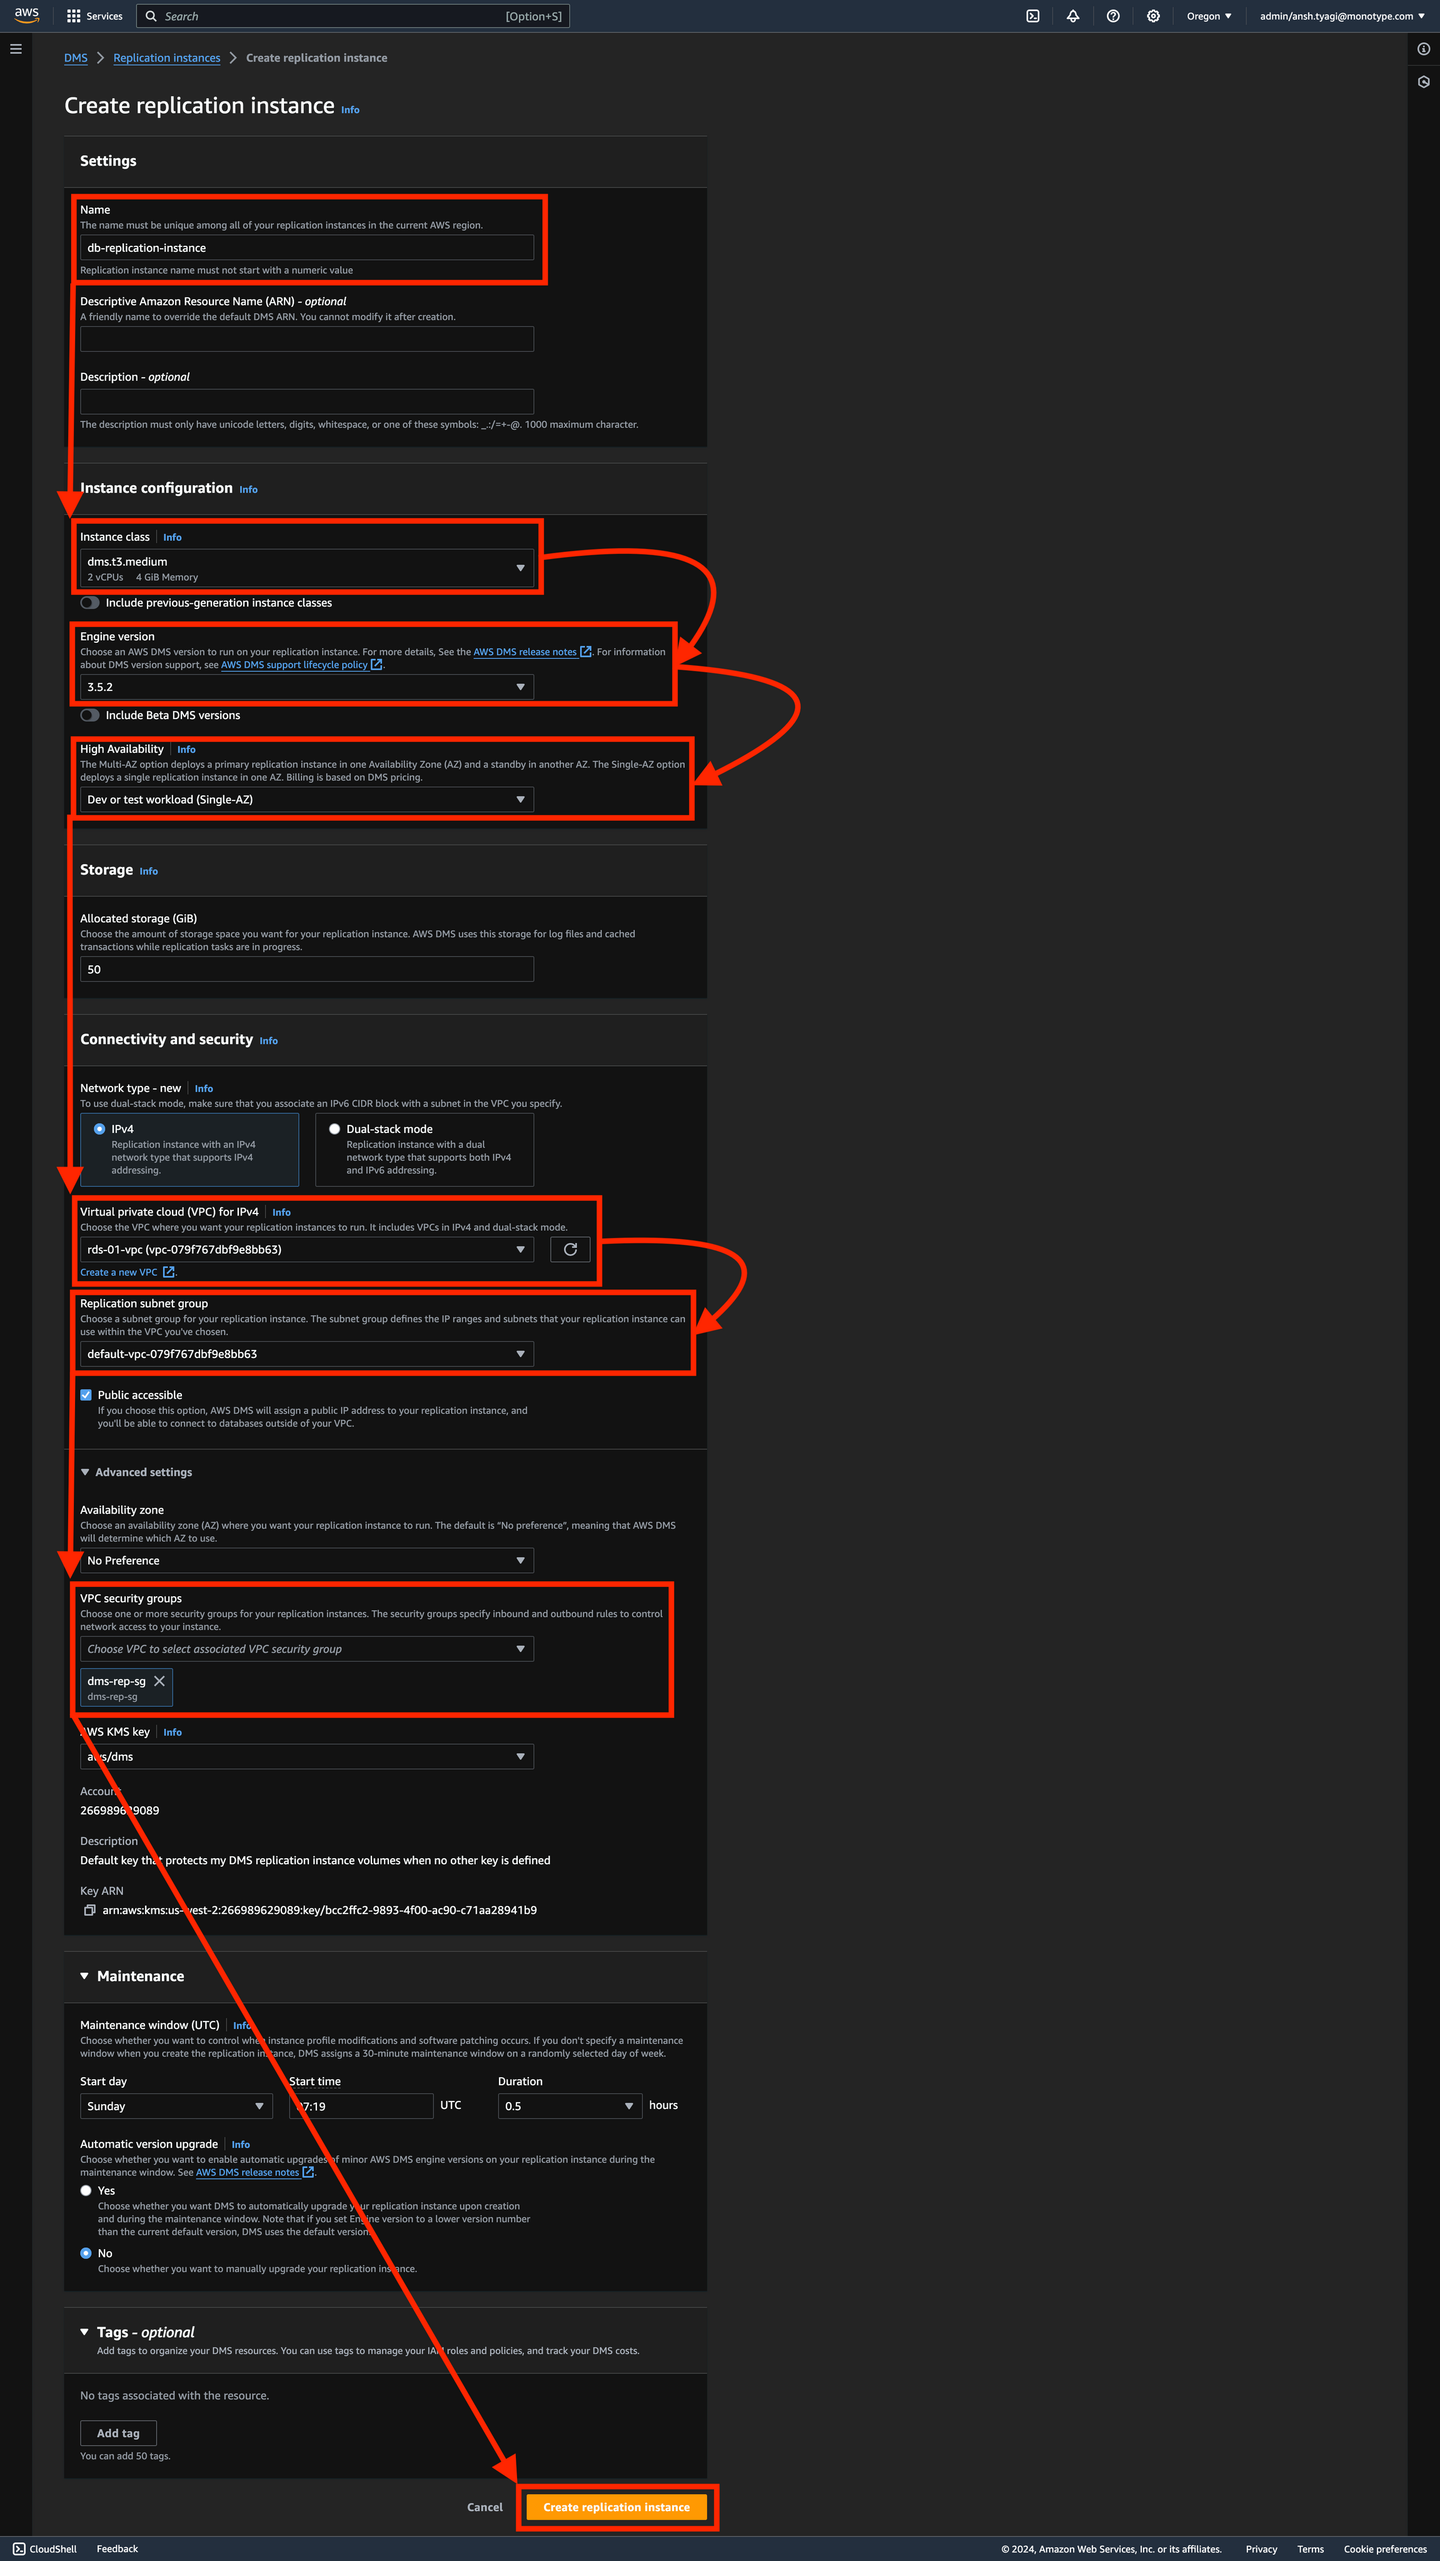 aws
Services
Search
[Option+S]
Oregon ▼
admin/ansh.tyagi@monotype.com ▼
DMS > Replication instances > Create replication instance
Create replication instance Info
Settings
Name
The name must be unique among all of your replication instances in the current AWS region.
db-replication-instance
Replication instance name must not start with a numeric value
Descriptive Amazon Resource Name (ARN) - optional
A friendly name to override the default DMS ARN. You cannot modify it after creation.
Description - optional
The description must only have unicode letters, digits, whitespace, or one of these symbols: _.:/=+-@. 1000 maximum character.
Instance configuration Info
Instance class Info
dms.t3.medium
2 vCPUs 4 GiB Memory
Include previous-generation instance classes
Engine version
Choose an AWS DMS version to run on your replication instance. For more details, See the AWS DMS release notes. For information
about DMS version support, see AWS DMS support lifecycle policy.
3.5.2
Include Beta DMS versions
High Availability Info
The Multi-AZ option deploys a primary replication instance in one Availability Zone (AZ) and a standby in another AZ. The Single-AZ option
deploys a single replication instance in one AZ. Billing is based on DMS pricing.
Dev or test workload (Single-AZ)
Storage Info
Allocated storage (GiB)
Choose the amount of storage space you want for your replication instance. AWS DMS uses this storage for log files and cached
transactions while replication tasks are in progress.
50
Connectivity and security Info
Network type - new Info
To use dual-stack mode, make sure that you associate an IPv6 CIDR block with a subnet in the VPC you specify.
IPv4
Replication instance with an IPv4
network type that supports IPv4
addressing.
Dual-stack mode
Replication instance with a dual
network type that supports both IPv4
and IPv6 addressing.
Virtual private cloud (VPC) for IPv4 Info
Choose the VPC where you want your replication instances to run. It includes VPCs in IPv4 and dual-stack mode.
rds-01-vpc (vpc-079f767dbf9e8bb63)
Create a new VPC.
Replication subnet group
Choose a subnet group for your replication instance. The subnet group defines the IP ranges and subnets that your replication instance can
use within the VPC you've chosen.
default-vpc-079f767dbf9e8bb63
Public accessible
If you choose this option, AWS DMS will assign a public IP address to your replication instance, and
you'll be able to connect to databases outside of your VPC.
Advanced settings
Availability zone
Choose an availability zone (AZ) where you want your replication instance to run. The default is “No preference”, meaning that AWS DMS
will determine which AZ to use.
No Preference
VPC security groups
Choose one or more security groups for your replication instances. The security groups specify inbound and outbound rules to control
network access to your instance.
Choose VPC to select associated VPC security group
dms-rep-sg
dms-rep-sg
AWS KMS key Info
aws/dms
Account
266989629089
Description
Default key that protects my DMS replication instance volumes when no other key is defined
Key ARN
arn:aws:kms:us-west-2:266989629089:key/bcc2ffc2-9893-4f00-ac90-c71aa28941b9
Maintenance
Maintenance window (UTC) Info
Choose whether you want to control when instance profile modifications and software patching occurs. If you don't specify a maintenance
window when you create the replication instance, DMS assigns a 30-minute maintenance window on a randomly selected day of week.
Start day
Start time
Duration
Sunday
UTC
0.5
hours
Automatic version upgrade Info
Choose whether you want to enable automatic upgrades of minor AWS DMS engine versions on your replication instance during the
maintenance window. See AWS DMS release notes.
Yes
Choose whether you want DMS to automatically upgrade your replication instance upon creation
and during the maintenance window. Note that if you set Engine version to a lower version number
than the current default version, DMS uses the default version.
No
Choose whether you want to manually upgrade your replication instance.
Tags - optional
Add tags to organize your DMS resources. You can use tags to manage your IAM roles and policies, and track your DMS costs.
No tags associated with the resource.
Add tag
You can add 50 tags.
Cancel
Create replication instance
CloudShell
Feedback
© 2024, Amazon Web Services, Inc. or its affiliates.
Privacy
Terms
Cookie preferences